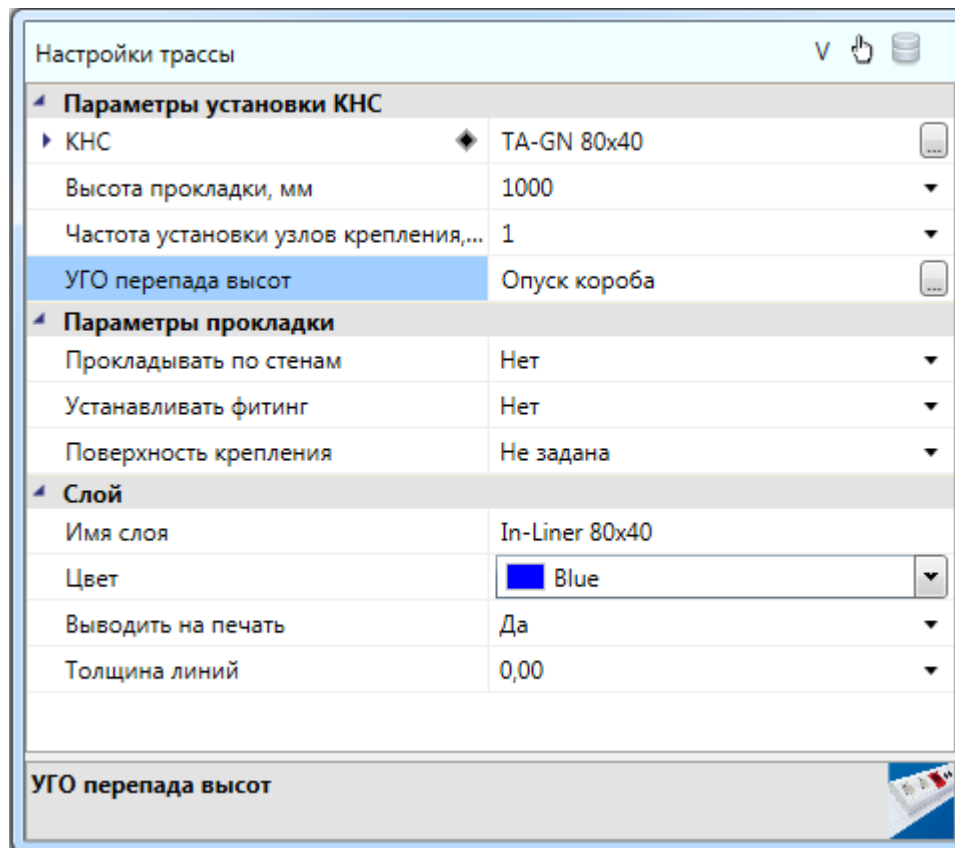 Настройки трассы V
Параметры установки КНС
КНС TA-GN 80x40 ...
Высота прокладки, мм 1000
Частота установки узлов крепления,... 1
УГО перепада высот Опуск короба ...
Параметры прокладки
Прокладывать по стенам Нет
Устанавливать фитинг Нет
Поверхность крепления Не задана
Слой
Имя слоя In-Liner 80x40
Цвет Blue
Выводить на печать Да
Толщина линий 0,00
УГО перепада высот